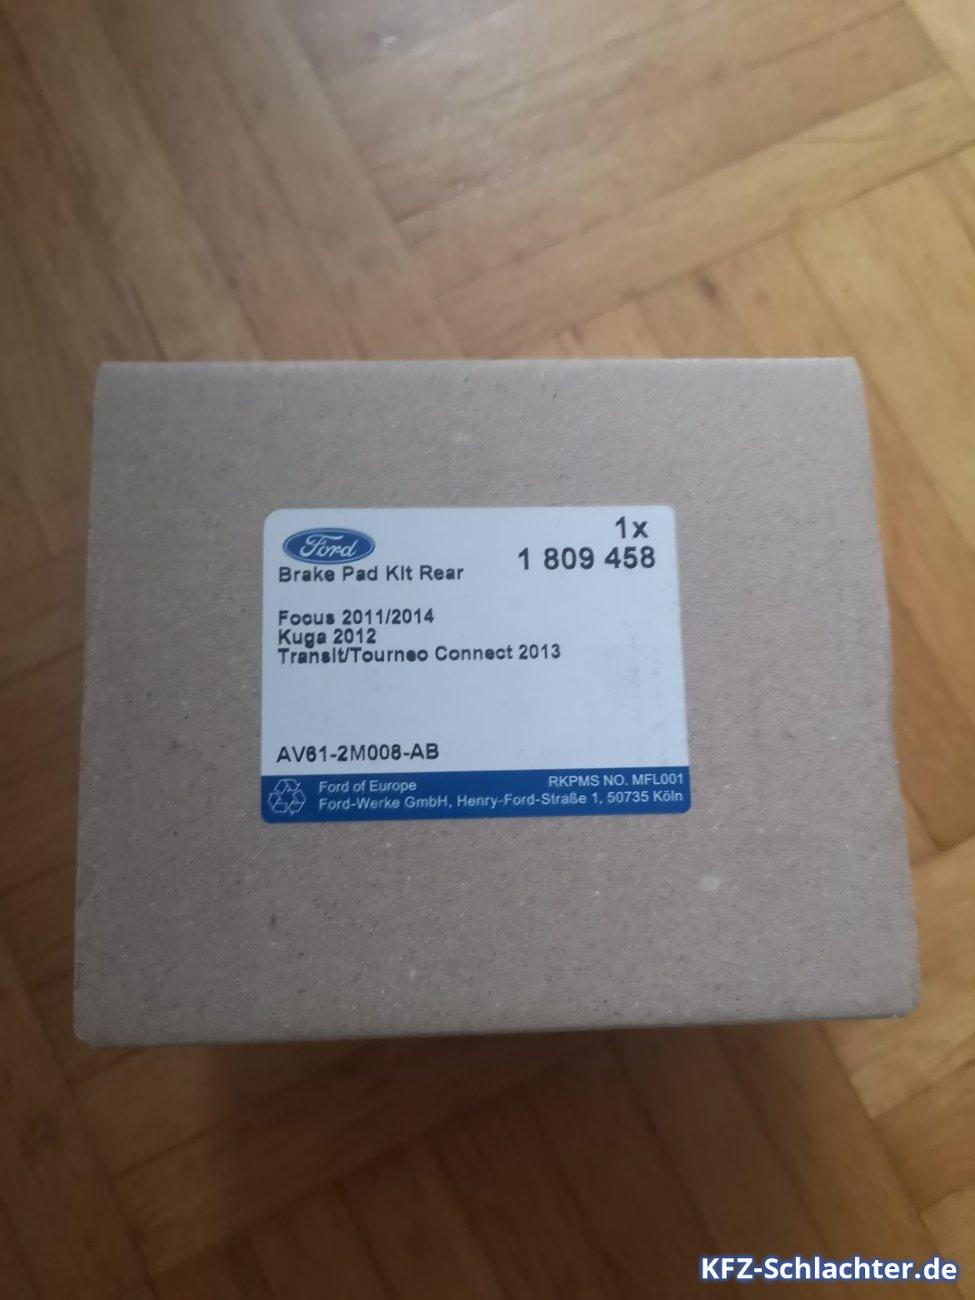 1x
Ford
1 809 458
Brake Pad Kit Rear
Focus 2011/2014
Kuga 2012
Transit/Tourneo Connect 2013
AV61-2M008-AB
Ford of Europe
RKPMS NO. MFL001
Ford-Werke GmbH, Henry-Ford-Straße 1, 50735 Köln
KFZ-Schlachter.de